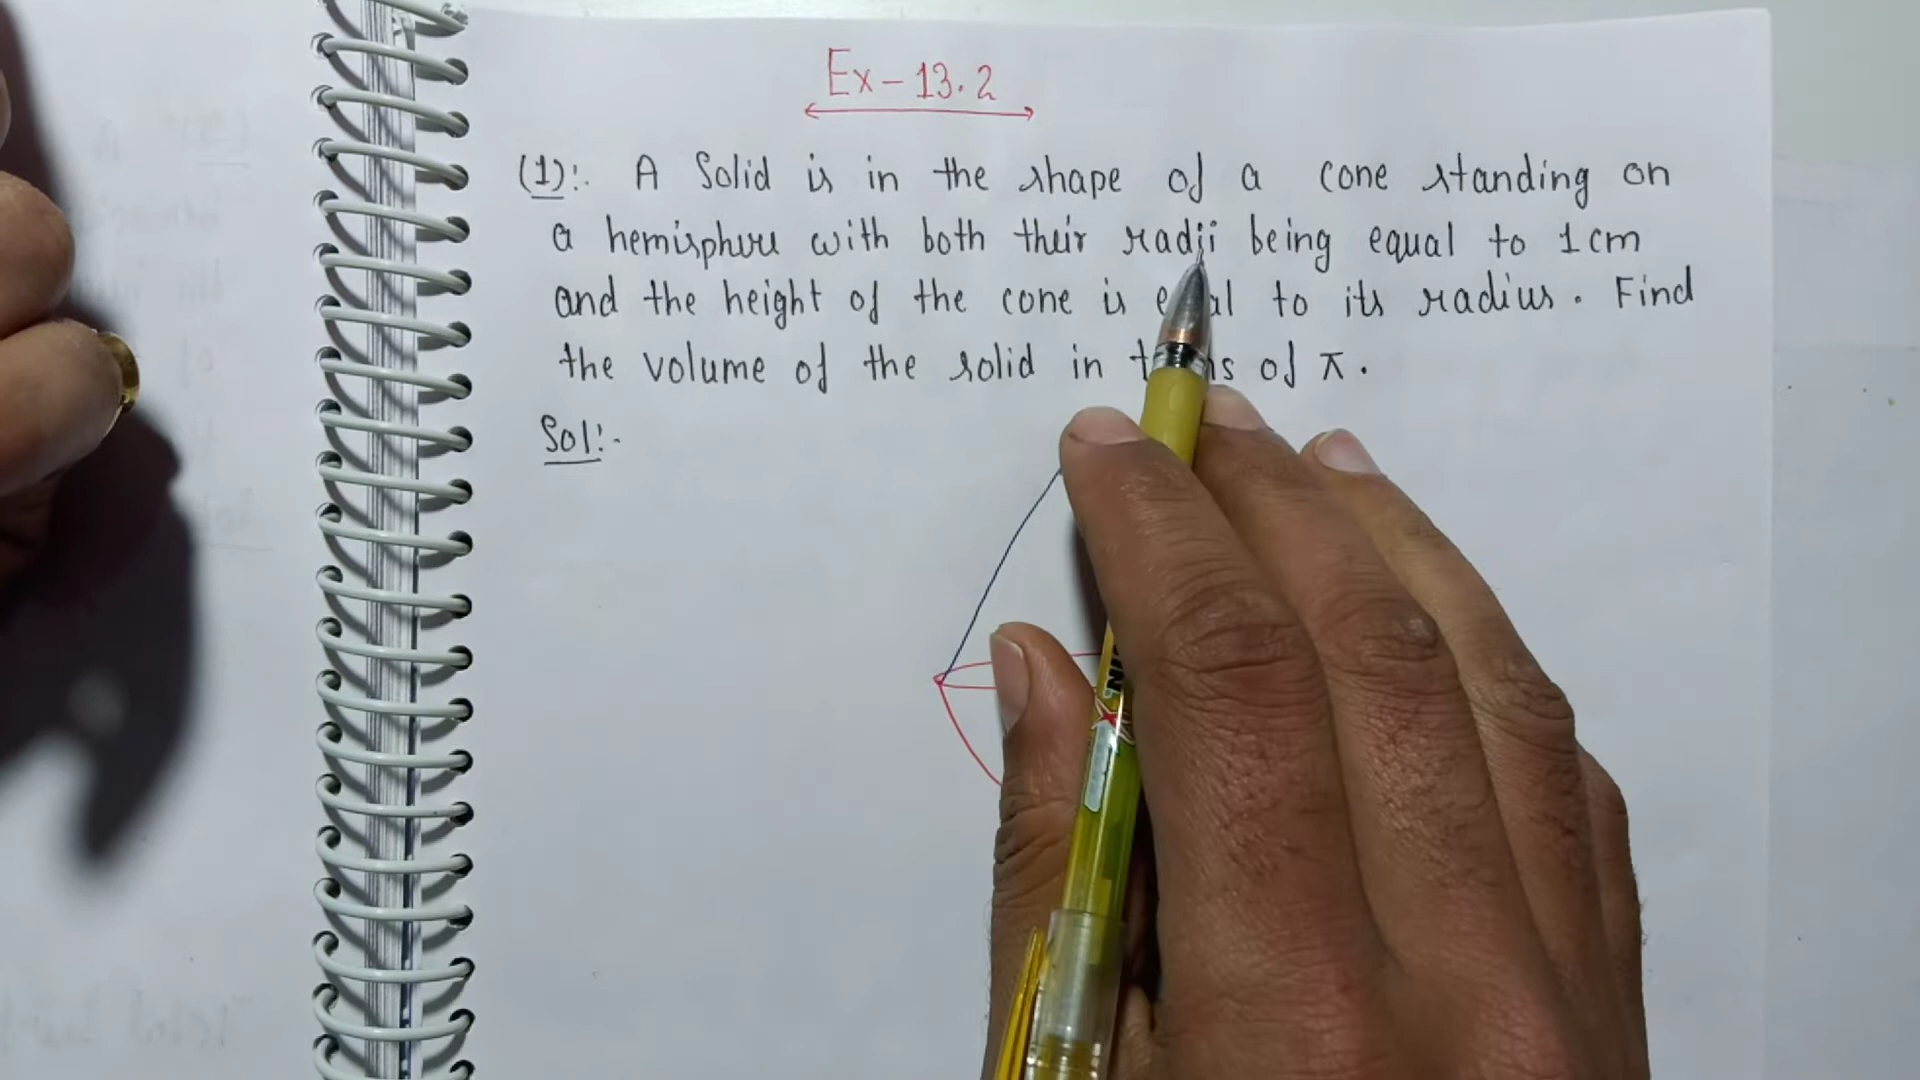 Ex - 13.2
(1):. A Solid is in the shape of a cone standing on
a hemisphere with both their radii being equal to 1cm
and the height of the cone is to its radius. Find
the volume of the solid in of π.
Sol:-